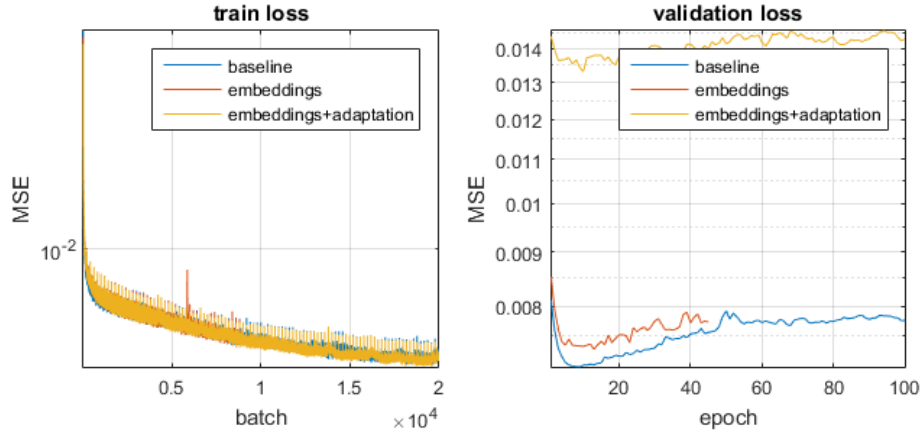 train loss
MSE
10-2
baseline
embeddings
embeddings+adaptation
0.5 1 1.5 2
batch
× 10^4
validation loss
MSE
0.014
0.013
0.012
0.011
0.01
0.009
0.008
baseline
embeddings
embeddings+adaptation
20 40 60 80 100
epoch